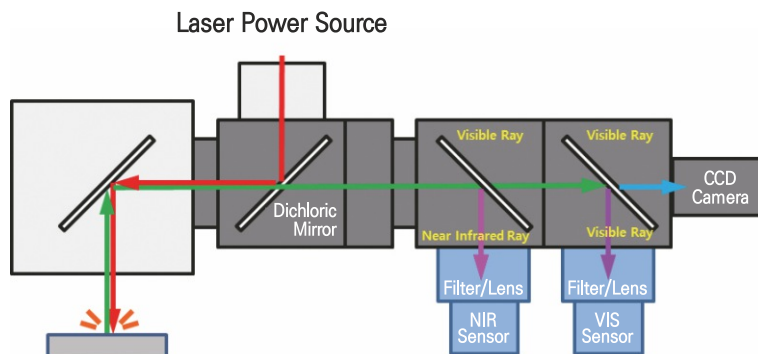 Laser Power Source
Visible Ray
Visible Ray
CCD
Camera
Dichloric
Mirror
Near Infrared Ray
Visible Ray
Filter/Lens
Filter/Lens
NIR
Sensor
VIS
Sensor